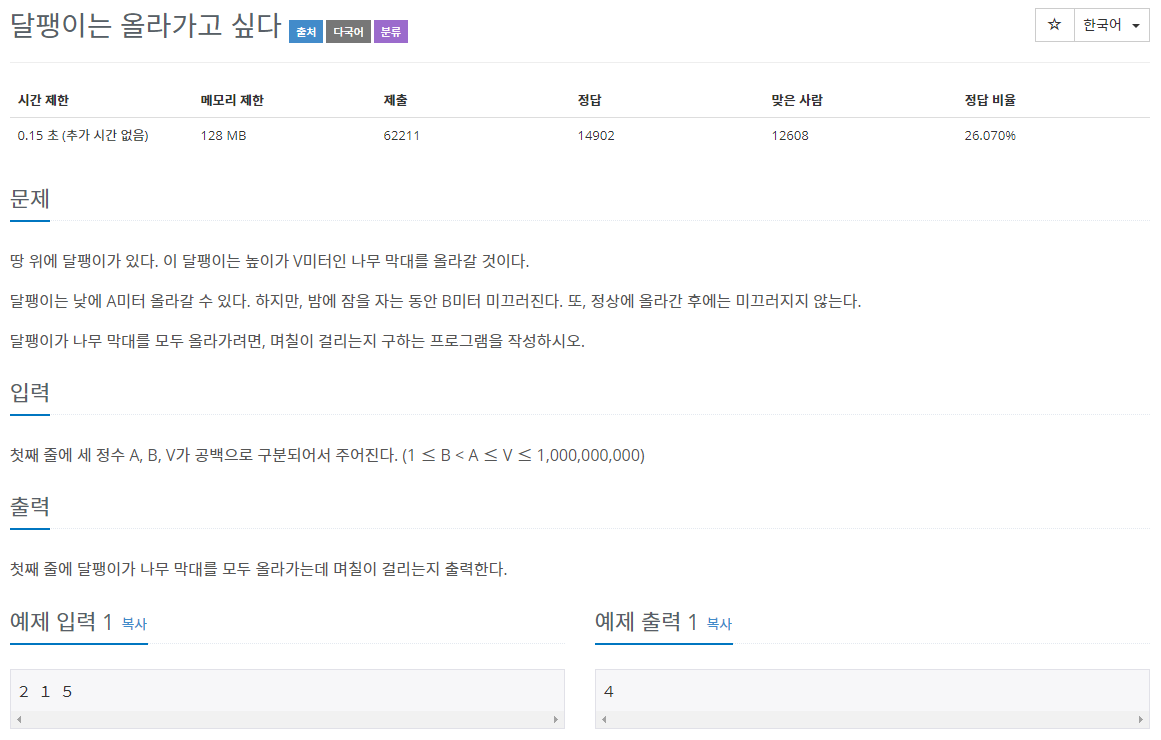 달팽이는 올라가고 싶다 출처 다국어 분류
☆ 한국어
시간 제한 메모리 제한 제출 정답 맞은 사람 정답 비율
0.15 초 (추가 시간 없음) 128 MB 62211 14902 12608 26.070%
문제
땅 위에 달팽이가 있다. 이 달팽이는 높이가 V미터인 나무 막대를 올라갈 것이다.
달팽이는 낮에 A미터 올라갈 수 있다. 하지만, 밤에 잠을 자는 동안 B미터 미끄러진다. 또, 정상에 올라간 후에는 미끄러지지 않는다.
달팽이가 나무 막대를 모두 올라가려면, 며칠이 걸리는지 구하는 프로그램을 작성하시오.
입력
첫째 줄에 세 정수 A, B, V가 공백으로 구분되어서 주어진다. (1 ≤ B < A ≤ V ≤ 1,000,000,000)
출력
첫째 줄에 달팽이가 나무 막대를 모두 올라가는데 며칠이 걸리는지 출력한다.
예제 입력 1 복사
2 1 5
예제 출력 1 복사
4